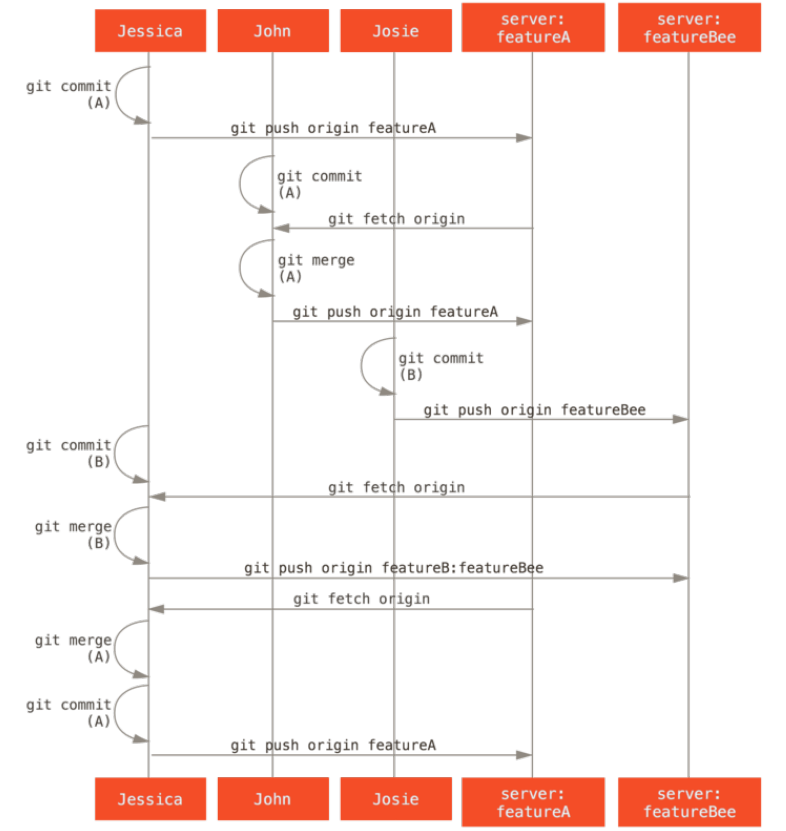 Jessica
John
Josie
server:
featureA
server:
featureBee
git commit
(A)
git push origin featureA
git commit
(A)
git fetch origin
git merge
(A)
git push origin featureA
git commit
(B)
git push origin featureBee
git commit
(B)
git fetch origin
git merge
(B)
git push origin featureB:featureBee
git fetch origin
git merge
(A)
git commit
(A)
git push origin featureA
Jessica
John
Josie
server:
featureA
server:
featureBee